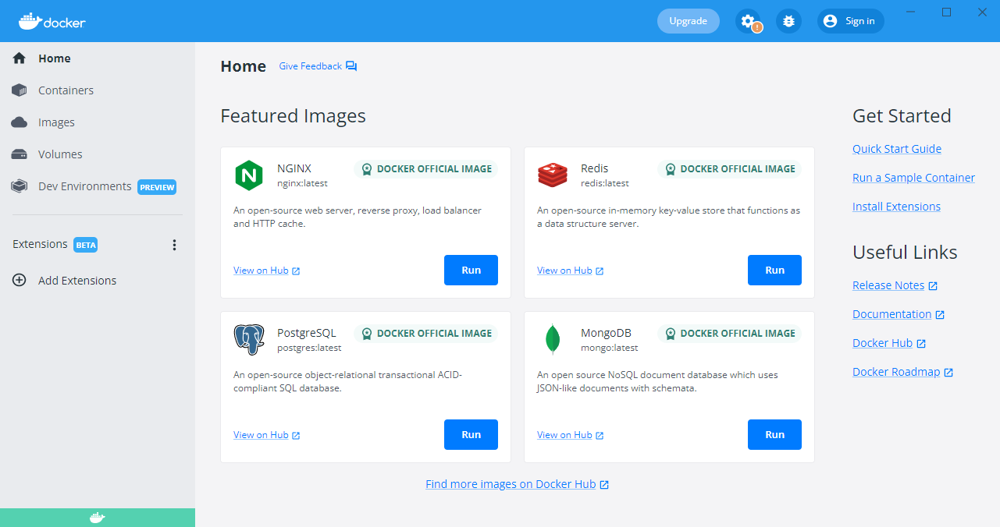 docker
Upgrade
Sign in
Home
Containers
Images
Volumes
Dev Environments PREVIEW
Extensions BETA
Add Extensions
Home Give Feedback
Featured Images
NGINX
DOCKER OFFICIAL IMAGE
nginx:latest
An open-source web server, reverse proxy, load balancer
and HTTP cache.
View on Hub
Run
Redis
DOCKER OFFICIAL IMAGE
redis:latest
An open-source in-memory key-value store that functions as
a data structure server.
View on Hub
Run
PostgreSQL
DOCKER OFFICIAL IMAGE
postgres:latest
An open-source object-relational transactional ACID-
compliant SQL database.
View on Hub
Run
MongoDB
DOCKER OFFICIAL IMAGE
mongo:latest
An open source NoSQL document database which uses
JSON-like documents with schemata.
View on Hub
Run
Find more images on Docker Hub
Get Started
Quick Start Guide
Run a Sample Container
Install Extensions
Useful Links
Release Notes
Documentation
Docker Hub
Docker Roadmap